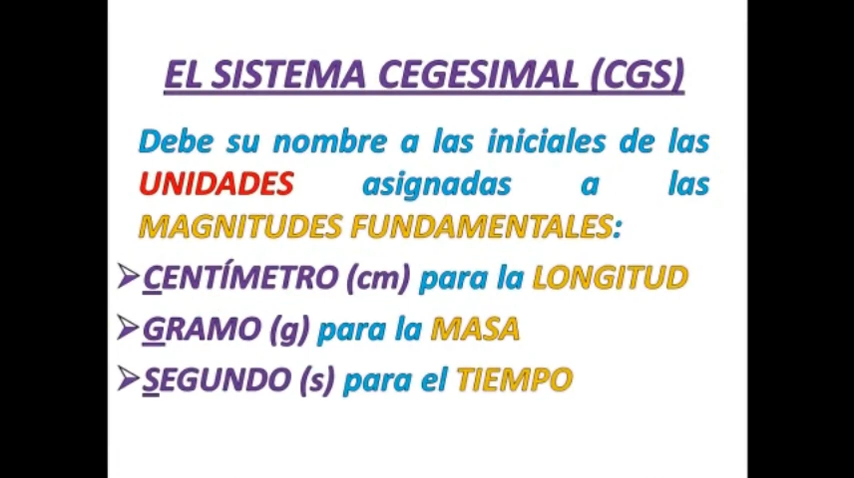 EL SISTEMA CEGESIMAL (CGS)
Debe su nombre a las iniciales de las
UNIDADES asignadas a las
MAGNITUDES FUNDAMENTALES:
➢CENTÍMETRO (cm) para la LONGITUD
➢GRAMO (g) para la MASA
➢SEGUNDO (s) para el TIEMPO